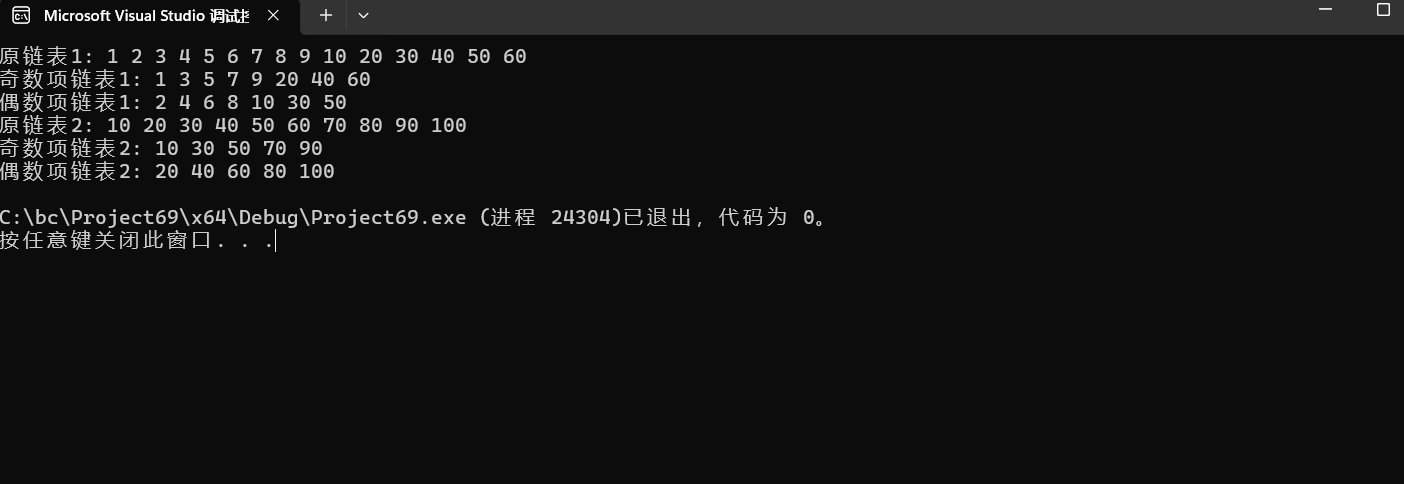 Microsoft Visual Studio 调试控
原链表1: 1 2 3 4 5 6 7 8 9 10 20 30 40 50 60
奇数项链表1: 1 3 5 7 9 20 40 60
偶数项链表1: 2 4 6 8 10 30 50
原链表2: 10 20 30 40 50 60 70 80 90 100
奇数项链表2: 10 30 50 70 90
偶数项链表2: 20 40 60 80 100
C:\bc\Project69\x64\Debug\Project69.exe (进程 24304)已退出，代码为 0。
按任意键关闭此窗口. . .